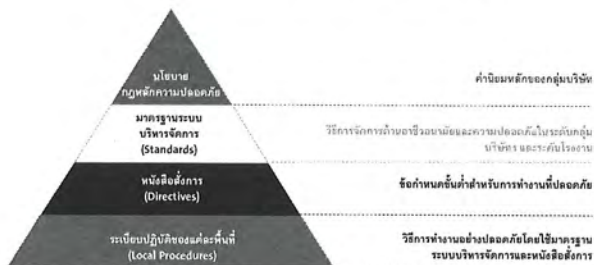 นโยบาย
กฎหลักความปลอดภัย
ค่านิยมหลักของกลุ่มบริษัท
มาตรฐานระบบ
บริหารจัดการ
(Standards)
วิธีการจัดการด้านอาชีวอนามัยและความปลอดภัยในระดับกลุ่ม
บริษัทฯ และระดับโรงงาน
หนังสือสั่งการ
(Directives)
ข้อกำหนดขั้นต่ำสำหรับการทำงานที่ปลอดภัย
ระเบียบปฏิบัติของแต่ละพื้นที่
(Local Procedures)
วิธีการทำงานอย่างปลอดภัยโดยใช้มาตรฐาน
ระบบบริหารจัดการและหนังสือสั่งการ